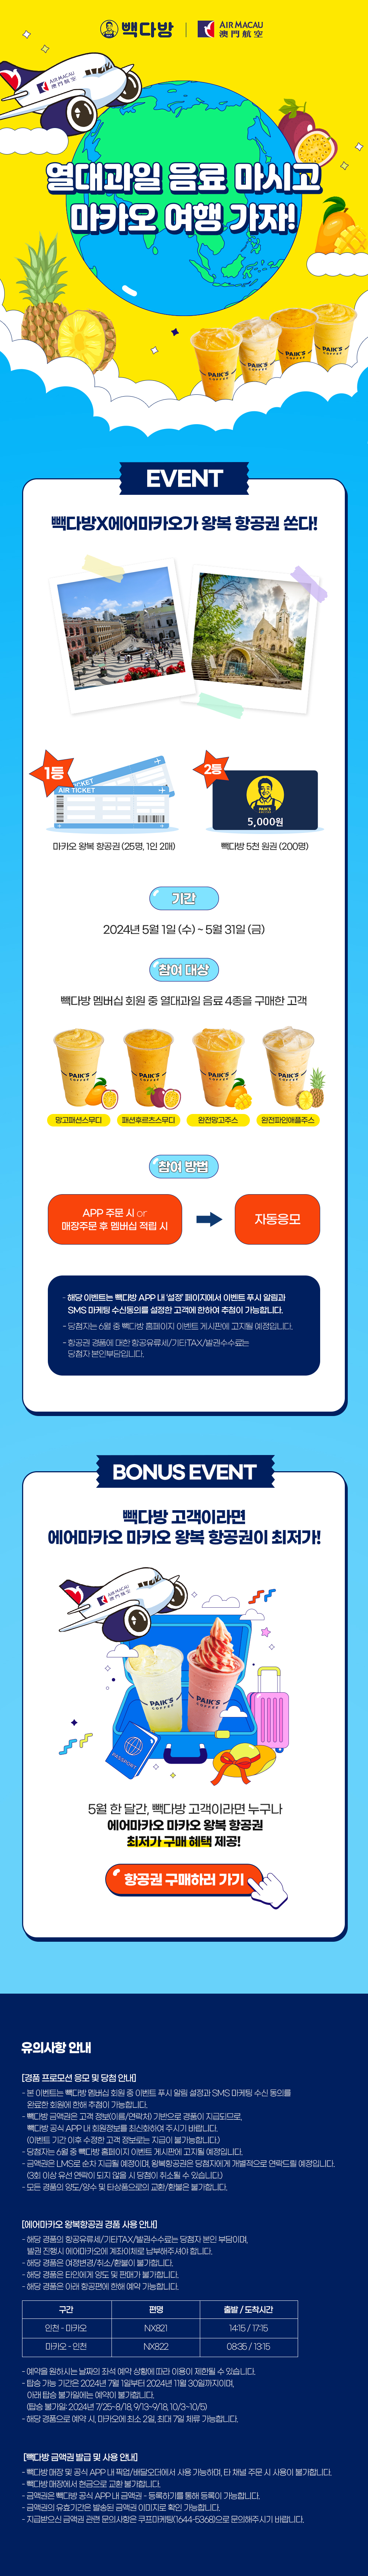 빽다방 | AIR MACAU
澳門航空
AIR MACAU
澳門航空
열대과일 음료 마시고
마카오 여행 가자!
PAIK'S COFFEE
PAIK'S COFFEE
PAIK'S COFFEE
PAIK'S COFFEE
EVENT
빽다방X에어마카오가 왕복 항공권 쏜다!
1등
AIR TICKET
2등
PAIK'S
5,000원
마카오 왕복 항공권 (25명, 1인 2매)
빽다방 5천 원권 (200명)
기간
2024년 5월 1일 (수) ~ 5월 31일 (금)
참여 대상
빽다방 멤버십 회원 중 열대과일 음료 4종을 구매한 고객
PAIK'S COFFEE
PAIK'S COFFEE
PAIK'S COFFEE
PAIK'S COFFEE
망고패션스무디
패션후르츠스무디
완전망고주스
완전파인애플주스
참여 방법
APP 주문 시 or
매장주문 후 멤버십 적립 시
자동응모
- 해당 이벤트는 빽다방 APP 내 '설정' 페이지에서 이벤트 푸시 알림과
SMS 마케팅 수신동의를 설정한 고객에 한하여 추첨이 가능합니다.
- 당첨자는 6월 중 빽다방 홈페이지 이벤트 게시판에 고지될 예정입니다.
- 항공권 경품에 대한 항공유류세/기타TAX/발권수수료는
당첨자 본인부담입니다.
BONUS EVENT
빽다방 고객이라면
에어마카오 마카오 왕복 항공권이 최저가!
AIR MACAU
澳門航空
PAIK'S COFFEE
PAIK'S COFFEE
PASSPORT
5월 한 달간, 빽다방 고객이라면 누구나
에어마카오 마카오 왕복 항공권
최저가 구매 혜택 제공!
항공권 구매하러 가기
유의사항 안내
[경품 프로모션 응모 및 당첨 안내]
- 본 이벤트는 빽다방 멤버십 회원 중 이벤트 푸시 알림 설정과 SMS 마케팅 수신 동의를
완료한 회원에 한해 추첨이 가능합니다.
- 빽다방 금액권은 고객 정보(이름/연락처) 기반으로 경품이 지급되므로,
빽다방 공식 APP 내 회원정보를 최신화하여 주시기 바랍니다.
(이벤트 기간 이후 수정한 고객 정보로는 지급이 불가능합니다.)
- 당첨자는 6월 중 빽다방 홈페이지 이벤트 게시판에 고지될 예정입니다.
- 금액권은 LMS로 순차 지급될 예정이며, 왕복항공권은 당첨자에게 개별적으로 연락드릴 예정입니다.
(3회 이상 유선 연락이 되지 않을 시 당첨이 취소될 수 있습니다.)
- 모든 경품의 양도/양수 및 타상품으로의 교환/환불은 불가합니다.
[에어마카오 왕복항공권 경품 사용 안내]
- 해당 경품의 항공유류세/기타TAX/발권수수료는 당첨자 본인 부담이며,
발권 진행시 에어마카오에 계좌이체로 납부해주셔야 합니다.
- 해당 경품은 여정변경/취소/환불이 불가합니다.
- 해당 경품은 타인에게 양도 및 판매가 불가합니다.
- 해당 경품은 아래 항공편에 한해 예약 가능합니다.
구간 편명 출발 / 도착시간
인천 - 마카오 NX821 14:15 / 17:15
마카오 - 인천 NX822 08:35 / 13:15
- 예약을 원하시는 날짜의 좌석 예약 상황에 따라 이용이 제한될 수 있습니다.
- 탑승 가능 기간은 2024년 7월 1일부터 2024년 11월 30일까지이며,
아래 탑승 불가일에는 예약이 불가합니다.
(탑승 불가일: 2024년 7/25~8/18, 9/13~9/18, 10/3~10/5)
- 해당 경품으로 예약 시, 마카오에 최소 2일, 최대 7일 체류 가능합니다.
[빽다방 금액권 발급 및 사용 안내]
- 빽다방 매장 및 공식 APP 내 픽업/배달오더에서 사용 가능하며, 타 채널 주문 시 사용이 불가합니다.
- 빽다방 매장에서 현금으로 교환 불가합니다.
- 금액권은 빽다방 공식 APP 내 금액권 - 등록하기를 통해 등록이 가능합니다.
- 금액권의 유효기간은 발송된 금액권 이미지로 확인 가능합니다.
- 지급받으신 금액권 관련 문의사항은 쿠프마케팅(1644-5368)으로 문의해주시기 바랍니다.